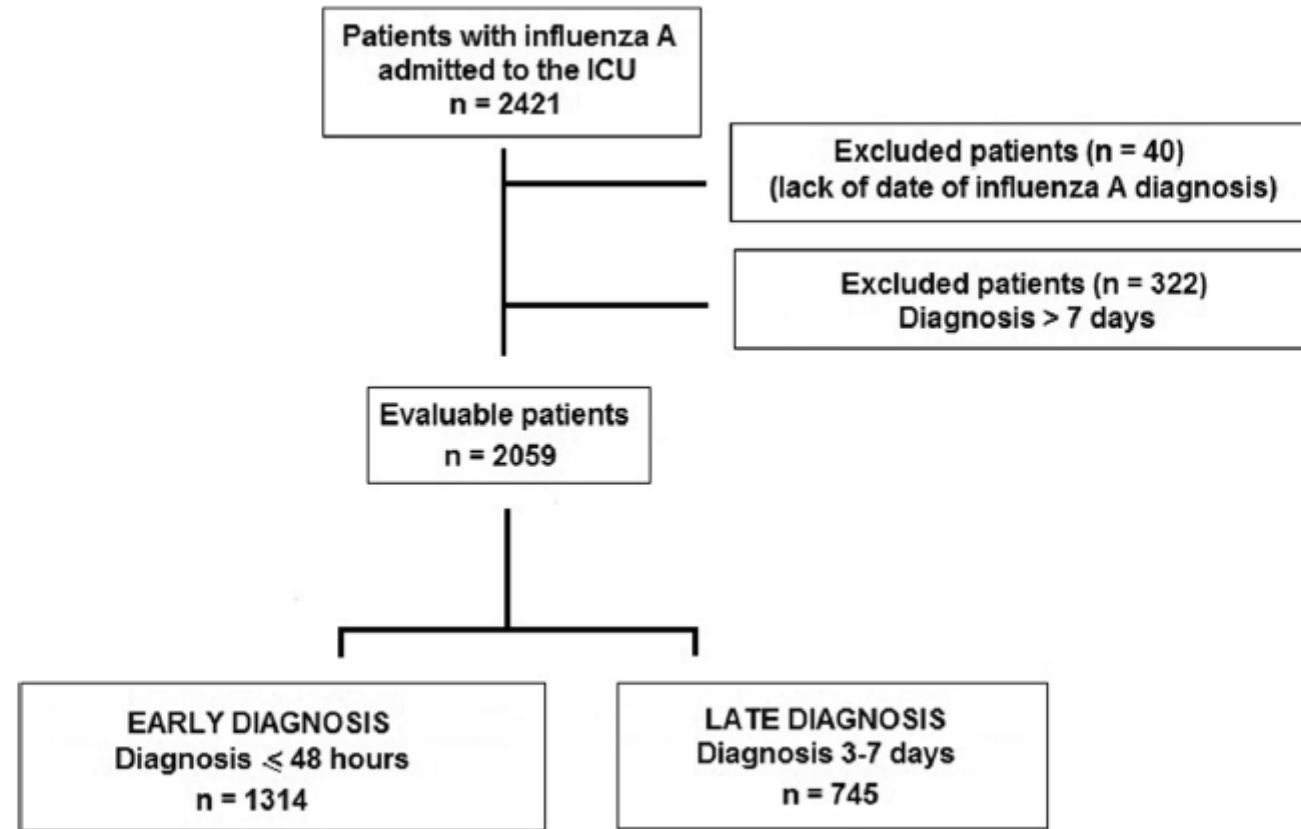 Patients with influenza A
admitted to the ICU
n = 2421
Excluded patients (n = 40)
(lack of date of influenza A diagnosis)
Excluded patients (n = 322)
Diagnosis > 7 days
Evaluable patients
n = 2059
EARLY DIAGNOSIS
Diagnosis ⩽ 48 hours
n = 1314
LATE DIAGNOSIS
Diagnosis 3-7 days
n = 745